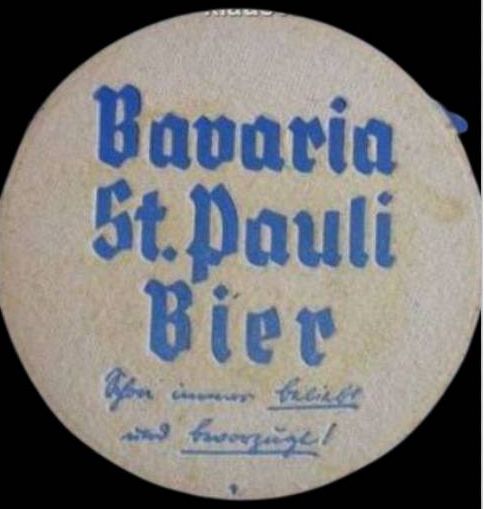 Bavaria
St. Pauli
Bier
Schon immer beliebt
und bevorzugt!